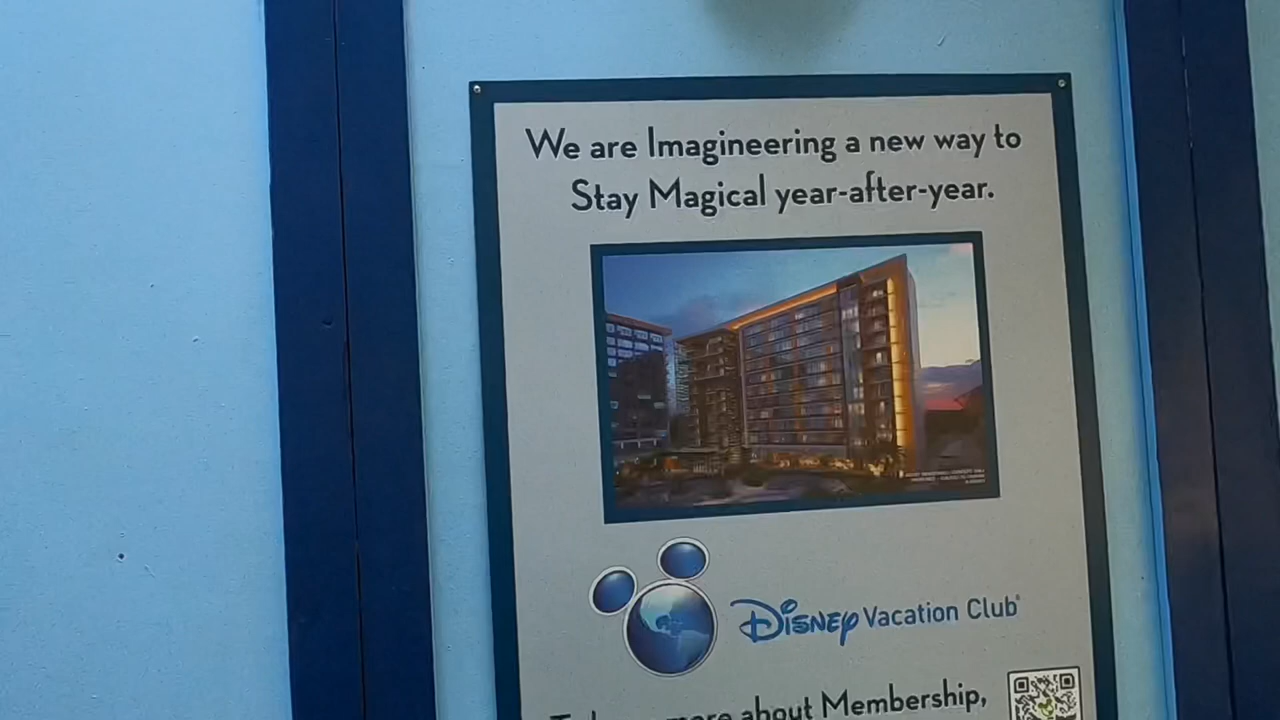 We are Imagineering a new way to
Stay Magical year-after-year.
Disney Vacation Club®
more about Membership,